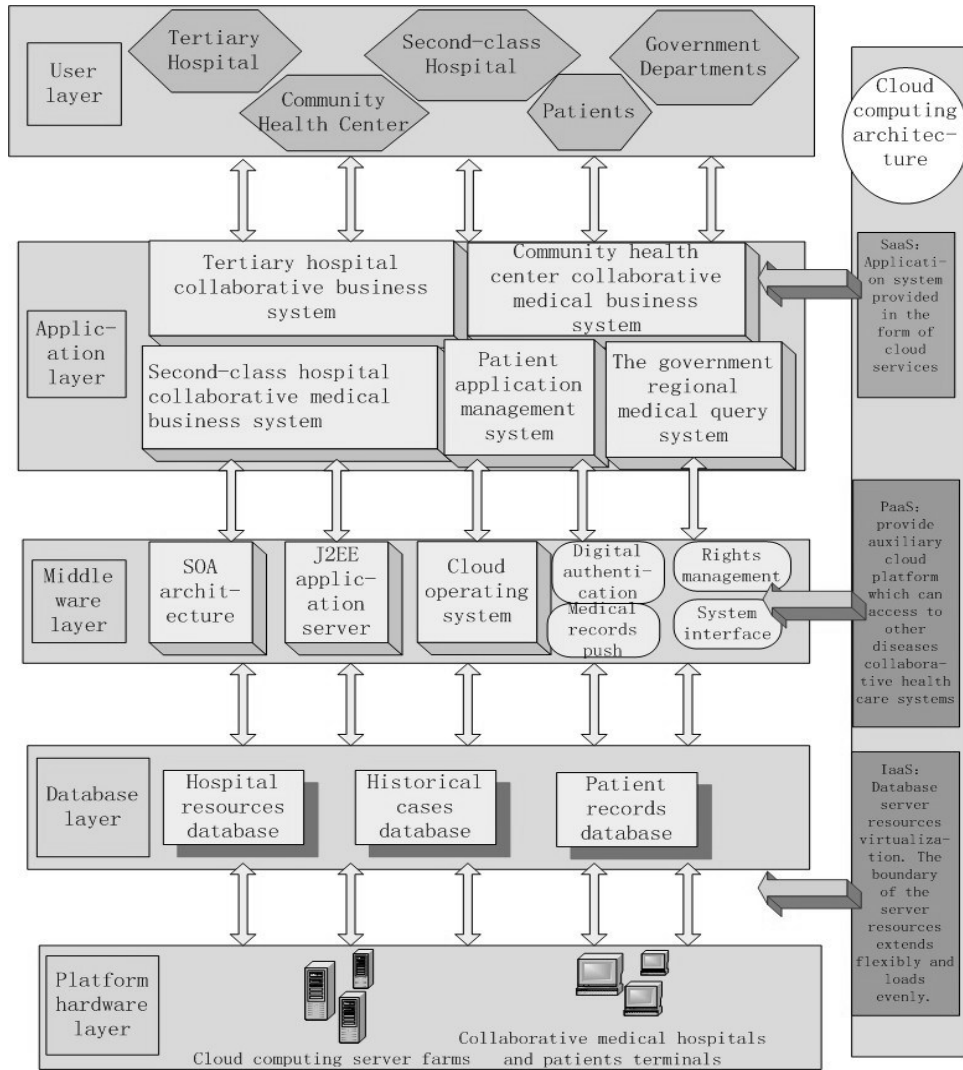 User
layer
Tertiary
Hospital
Community
Health Center
Second-class
Hospital
Patients
Government
Departments
Applic-
ation
layer
Tertiary hospital
collaborative business
system
Community health
center collaborative
medical business
system
Second-class hospital
collaborative medical
business system
Patient
application
management
system
The government
regional
medical query
system
Middle
ware layer
SOA
archit-
ecture
J2EE
applic-
ation
server
Cloud
operating
system
Digital
authenti-
cation
Medical
records
push
Rights
management
System
interface
Database
layer
Hospital
resources
database
Historical
cases
database
Patient
records
database
Platform
hardware
layer
Cloud computing server farms
Collaborative medical hospitals
and patients terminals
Cloud
computing
architec-
ture
SaaS:
Applicati-
on system
provided
in the
form of
cloud
services
PaaS:
provide
auxiliary
cloud
platform
which can
access to
other
diseases
collabora-
tive health
care systems
IaaS:
Database
server
resources
virtualiza-
tion. The
boundary
of the
server
resources
extends
flexibly and
loads
evenly.